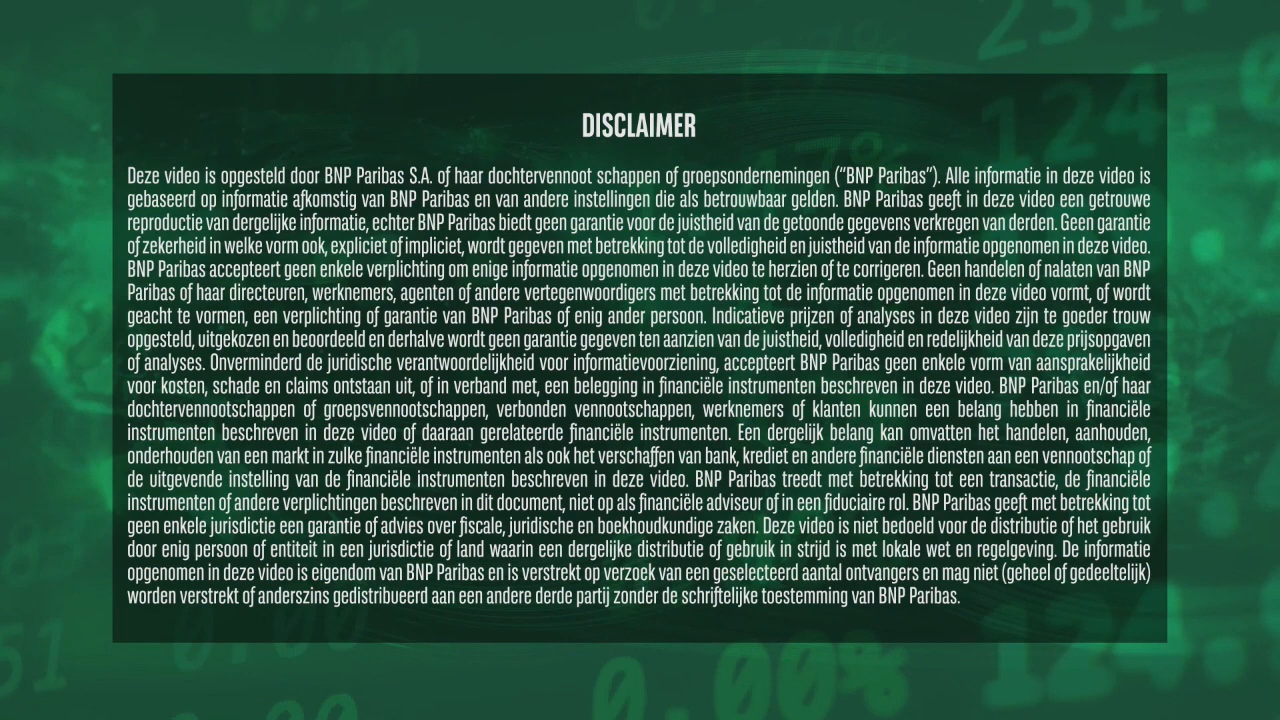 DISCLAIMER
Deze video is opgesteld door BNP Paribas S.A. of haar dochtervennoot schappen of groepsondernemingen (“BNP Paribas”). Alle informatie in deze video is
gebaseerd op informatie afkomstig van BNP Paribas en van andere instellingen die als betrouwbaar gelden. BNP Paribas geeft in deze video een getrouwe
reproductie van dergelijke informatie, echter BNP Paribas biedt geen garantie voor de juistheid van de getoonde gegevens verkregen van derden. Geen garantie
of zekerheid in welke vorm ook, expliciet of impliciet, wordt gegeven met betrekking tot de volledigheid en juistheid van de informatie opgenomen in deze video.
BNP Paribas accepteert geen enkele verplichting om enige informatie opgenomen in deze video te herzien of te corrigeren. Geen handelen of nalaten van BNP
Paribas of haar directeuren, werknemers, agenten of andere vertegenwoordigers met betrekking tot de informatie opgenomen in deze video vormt, of wordt
geacht te vormen, een verplichting of garantie van BNP Paribas of enig ander persoon. Indicatieve prijzen of analyses in deze video zijn te goeder trouw
opgesteld, uitgekozen en beoordeeld en derhalve wordt geen garantie gegeven ten aanzien van de juistheid, volledigheid en redelijkheid van deze prijsopgaven
of analyses. Onverminderd de juridische verantwoordelijkheid voor informatievoorziening, accepteert BNP Paribas geen enkele vorm van aansprakelijkheid
voor kosten, schade en claims ontstaan uit, of in verband met, een belegging in financiële instrumenten beschreven in deze video. BNP Paribas en/of haar
dochtervennootschappen of groepsvennootschappen, verbonden vennootschappen, werknemers of klanten kunnen een belang hebben in financiële
instrumenten beschreven in deze video of daaraan gerelateerde financiële instrumenten. Een dergelijk belang kan omvatten het handelen, aanhouden,
onderhouden van een markt in zulke financiële instrumenten als ook het verschaffen van bank, krediet en andere financiële diensten aan een vennootschap of
de uitgevende instelling van de financiële instrumenten beschreven in deze video. BNP Paribas treedt met betrekking tot een transactie, de financiële
instrumenten of andere verplichtingen beschreven in dit document, niet op als financiële adviseur of in een fiduciaire rol. BNP Paribas geeft met betrekking tot
geen enkele jurisdictie een garantie of advies over fiscale, juridische en boekhoudkundige zaken. Deze video is niet bedoeld voor de distributie of het gebruik
door enig persoon of entiteit in een jurisdictie of land waarin een dergelijke distributie of gebruik in strijd is met lokale wet en regelgeving. De informatie
opgenomen in deze video is eigendom van BNP Paribas en is verstrekt op verzoek van een geselecteerd aantal ontvangers en mag niet (geheel of gedeeltelijk)
worden verstrekt of anderszins gedistribueerd aan een andere derde partij zonder de schriftelijke toestemming van BNP Paribas.
0.00%
124.